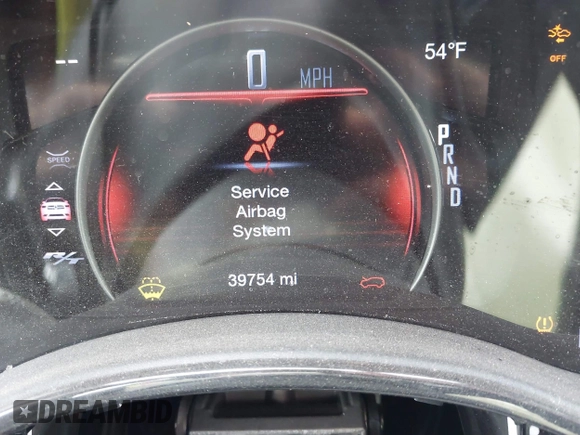 0 MPH
54°F
OFF
--
SPEED
P
R
N
D
Service
Airbag
System
R/T
39754 mi
DREAMBID